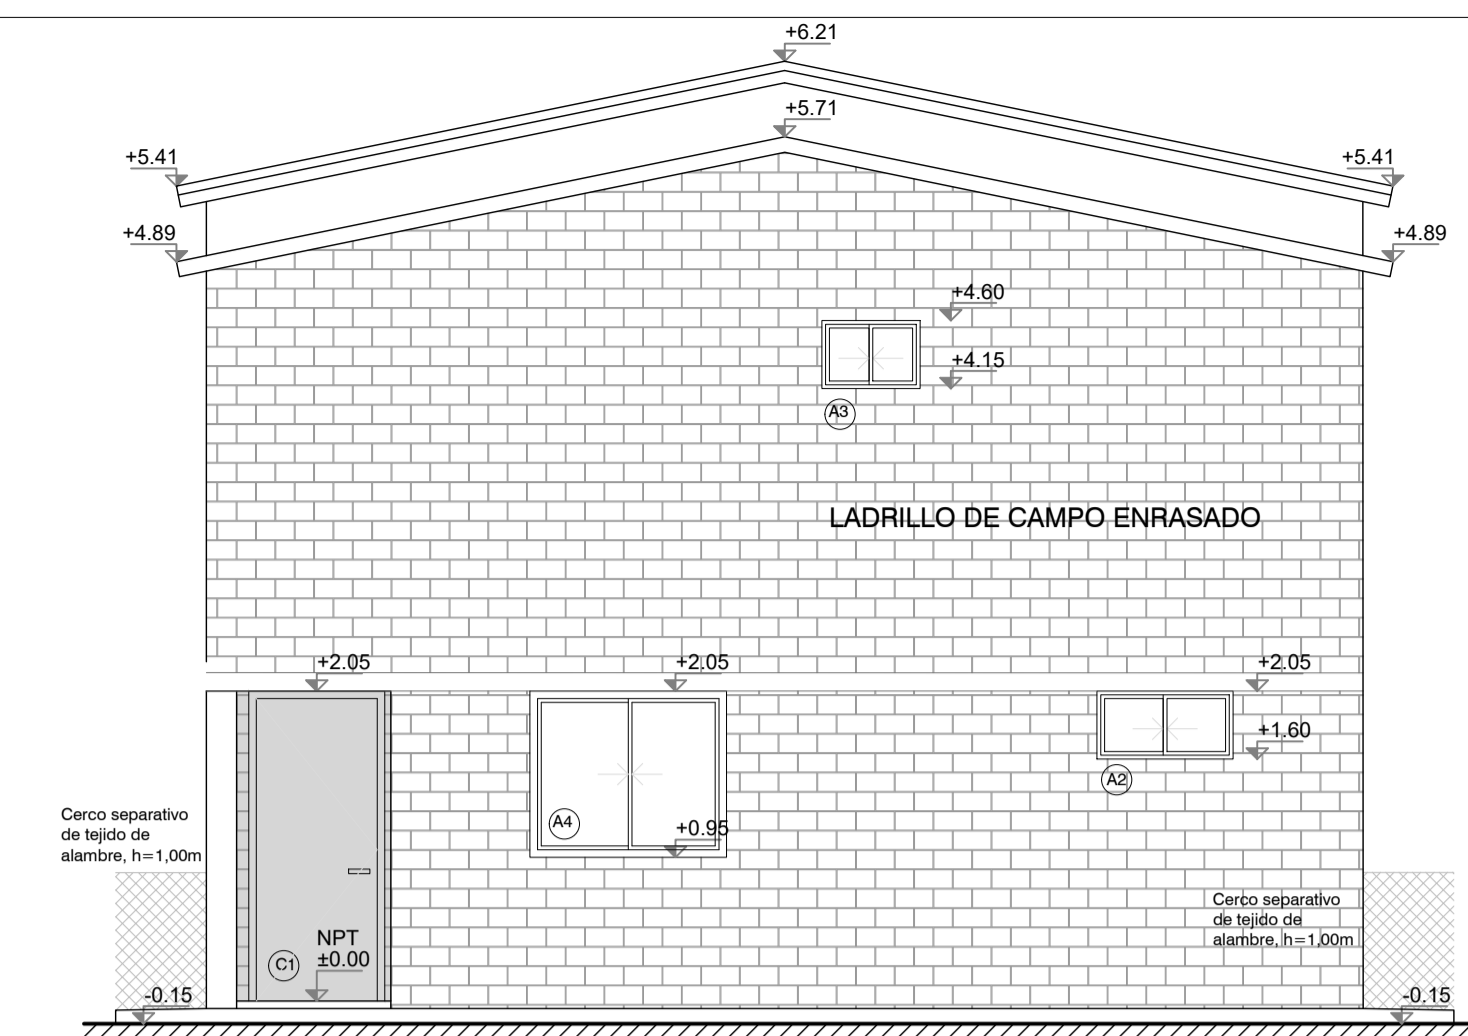 +6.21
+5.71
+5.41
+5.41
+4.89
+4.89
+4.60
+4.15
A3
LADRILLO DE CAMPO ENRASADO
+2.05
+2.05
+2.05
+1.60
A2
A4
+0.95
Cerco separativo
de tejido de
alambre, h=1,00m
Cerco separativo
de tejido de
alambre, h=1,00m
NPT
±0.00
C1
-0.15
-0.15